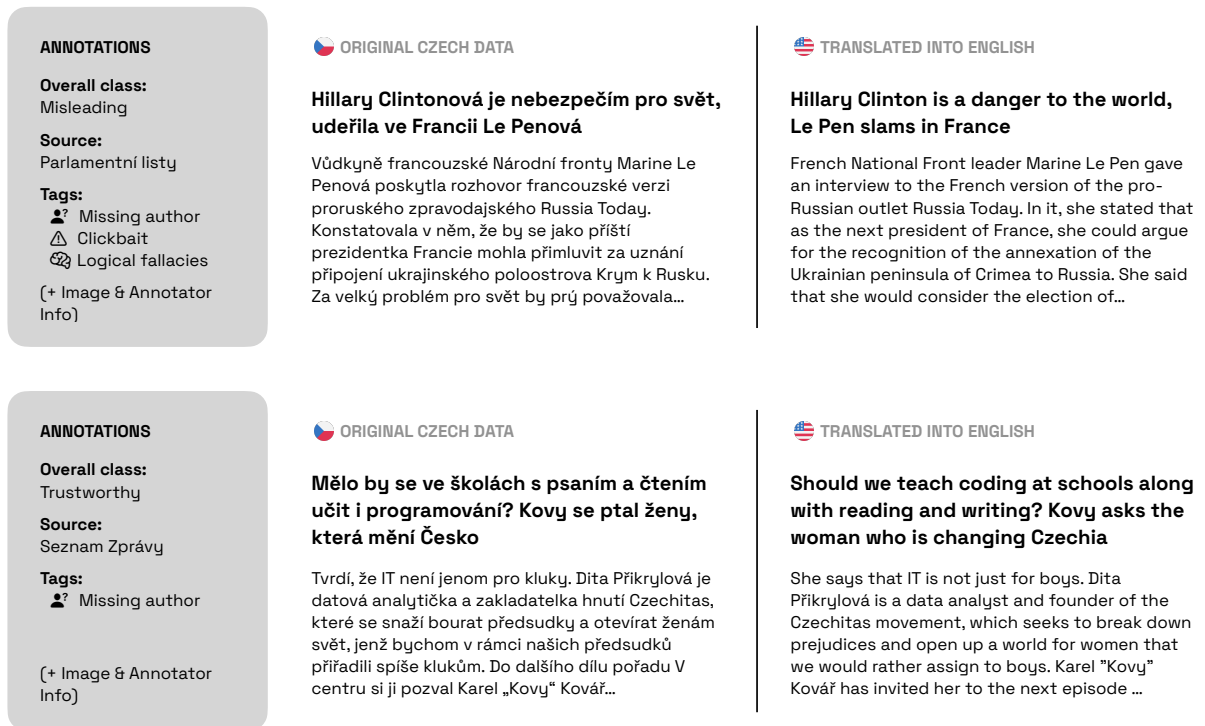 ANNOTATIONS
Overall class:
Misleading
Source:
Parlamentní listy
Tags:
Missing author
Clickbait
Logical fallacies
(+ Image & Annotator
Info)
ORIGINAL CZECH DATA
Hillary Clintonová je nebezpečím pro svět,
udeřila ve Francii Le Penová
Vůdkyně francouzské Národní fronty Marine Le
Penová poskytla rozhovor francouzské verzi
proruského zpravodajského Russia Today.
Konstatovala v něm, že by se jako příští
prezidentka Francie mohla přimluvit za uznání
připojení ukrajinského poloostrova Krym k Rusku.
Za velký problém pro svět by prý považovala...
TRANSLATED INTO ENGLISH
Hillary Clinton is a danger to the world,
Le Pen slams in France
French National Front leader Marine Le Pen gave
an interview to the French version of the pro-
Russian outlet Russia Today. In it, she stated that
as the next president of France, she could argue
for the recognition of the annexation of the
Ukrainian peninsula of Crimea to Russia. She said
that she would consider the election of...
ANNOTATIONS
Overall class:
Trustworthy
Source:
Seznam Zprávy
Tags:
Missing author
(+ Image & Annotator
Info)
ORIGINAL CZECH DATA
Mělo by se ve školách s psaním a čtením
učit i programování? Kovy se ptal ženy,
která mění Česko
Tvrdí, že IT není jenom pro kluky. Dita Přikrylová je
datová analytička a zakladatelka hnutí Czechitas,
které se snaží bourat předsudky a otevírat ženám
svět, jenž bychom v rámci našich předsudků
přiřadili spíše klukům. Do dalšího dílu pořadu V
centru si ji pozval Karel „Kovy“ Kovář...
TRANSLATED INTO ENGLISH
Should we teach coding at schools along
with reading and writing? Kovy asks the
woman who is changing Czechia
She says that IT is not just for boys. Dita
Přikrylová is a data analyst and founder of the
Czechitas movement, which seeks to break down
prejudices and open up a world for women that
we would rather assign to boys. Karel ”Kovy”
Kovář has invited her to the next episode ...